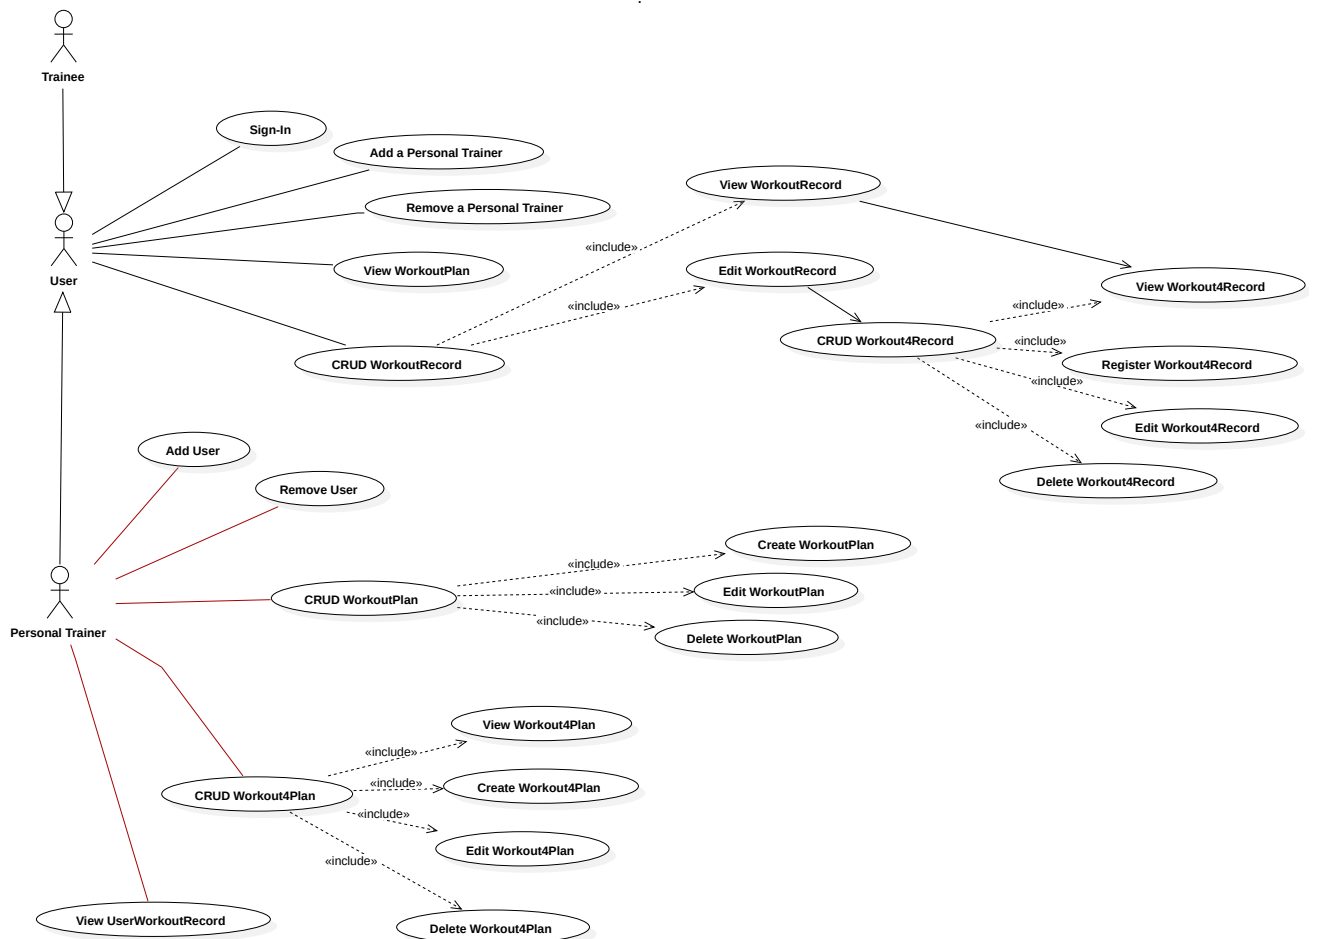 Trainee
Sign-In
Add a Personal Trainer
View WorkoutRecord
Remove a Personal Trainer
«include»
User
View WorkoutPlan
Edit WorkoutRecord
View Workout4Record
«include»
«include»
CRUD WorkoutRecord
CRUD Workout4Record
«include»
Register Workout4Record
«include»
Edit Workout4Record
«include»
Delete Workout4Record
Add User
Remove User
Create WorkoutPlan
«include»
Personal Trainer
CRUD WorkoutPlan
«include»
Edit WorkoutPlan
«include»
Delete WorkoutPlan
View Workout4Plan
«include»
CRUD Workout4Plan
«include»
Create Workout4Plan
«include»
Edit Workout4Plan
«include»
View UserWorkoutRecord
Delete Workout4Plan